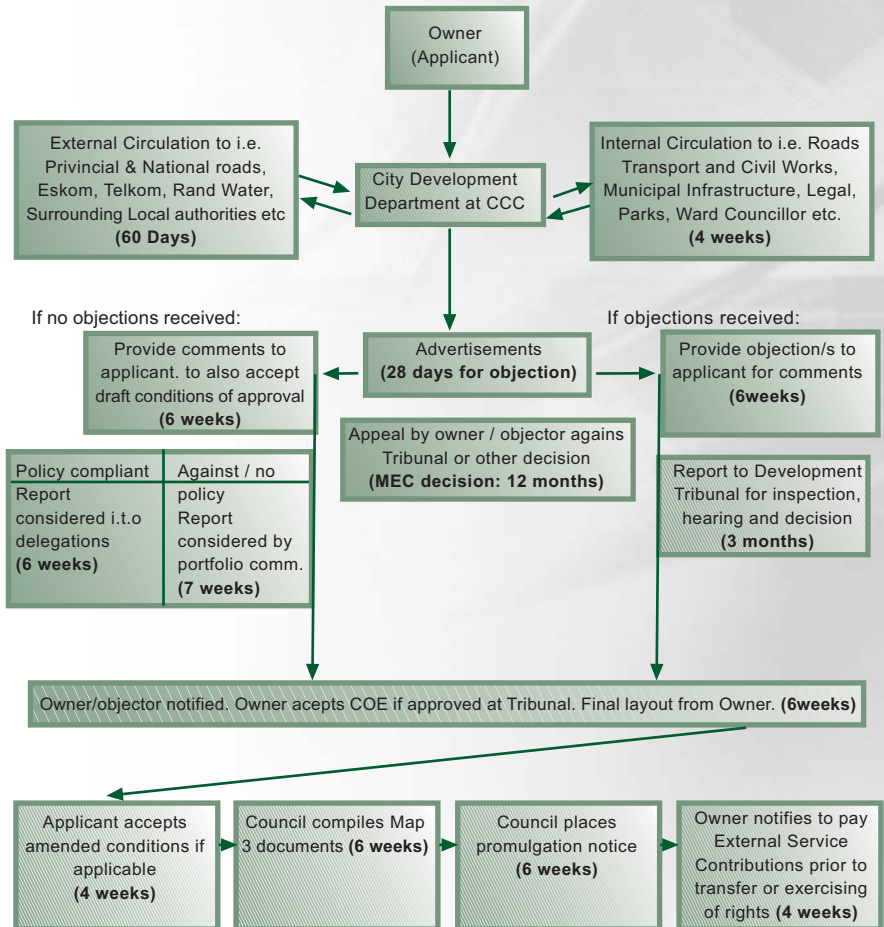 Owner
(Applicant)
External Circulation to i.e.
Privincial & National roads,
Eskom, Telkom, Rand Water,
Surrounding Local authorities etc
(60 Days)
City Development
Department at CCC
Internal Circulation to i.e. Roads
Transport and Civil Works,
Municipal Infrastructure, Legal,
Parks, Ward Councillor etc.
(4 weeks)
If no objections received:
If objections received:
Provide comments to
applicant. to also accept
draft conditions of approval
(6 weeks)
Advertisements
(28 days for objection)
Provide objection/s to
applicant for comments
(6weeks)
Appeal by owner / objector agains
Tribunal or other decision
(MEC decision: 12 months)
Policy compliant
Report
considered i.t.o
delegations
(6 weeks)
Against / no
policy
Report
considered by
portfolio comm.
(7 weeks)
Report to Development
Tribunal for inspection,
hearing and decision
(3 months)
Owner/objector notified. Owner acepts COE if approved at Tribunal. Final layout from Owner. (6weeks)
Applicant accepts
amended conditions if
applicable
(4 weeks)
Council compiles Map
3 documents (6 weeks)
Council places
promulgation notice
(6 weeks)
Owner notifies to pay
External Service
Contributions prior to
transfer or exercising
of rights (4 weeks)